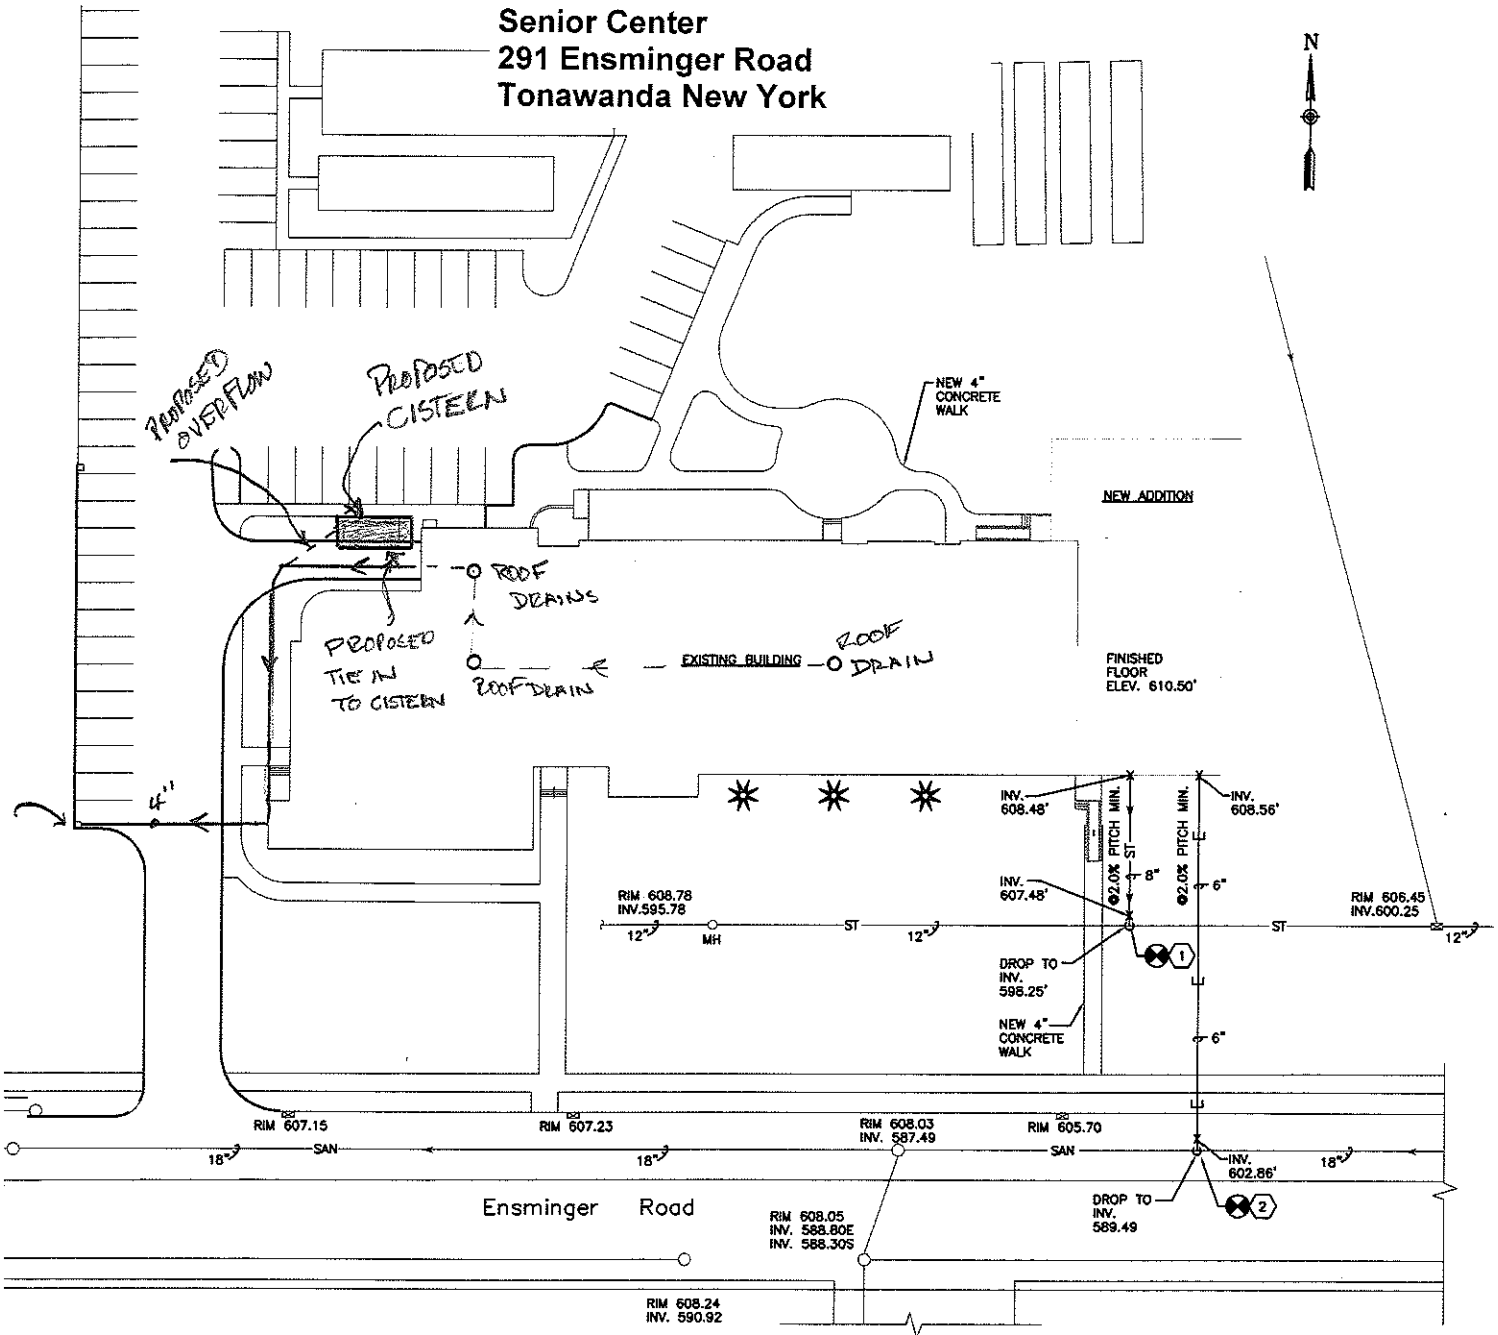 Senior Center
291 Ensminger Road
Tonawanda New York
N
PROPOSED
OVERFLOW
PROPOSED
CISTERN
NEW 4"
CONCRETE
WALK
NEW ADDITION
ROOF
DRAINS
PROPOSED
TIE IN
TO CISTERN
ROOF DRAIN
EXISTING BUILDING
ROOF
DRAIN
FINISHED
FLOOR
ELEV. 610.50'
4"
INV.
608.48'
2.0% PITCH MIN.
ST
8"
2.0% PITCH MIN.
INV.
608.56'
6"
INV.
607.48'
RIM 608.78
INV.595.78
12"
MH
ST
12"
RIM 606.45
INV.600.25
ST
12"
1
DROP TO
INV.
598.25'
NEW 4"
CONCRETE
WALK
6"
RIM 607.15
RIM 607.23
RIM 608.03
INV. 587.49
RIM 605.70
18"
SAN
18"
SAN
INV.
602.86'
18"
Ensminger Road
DROP TO
INV.
589.49
2
RIM 608.05
INV. 588.80E
INV. 588.30S
RIM 608.24
INV. 590.92